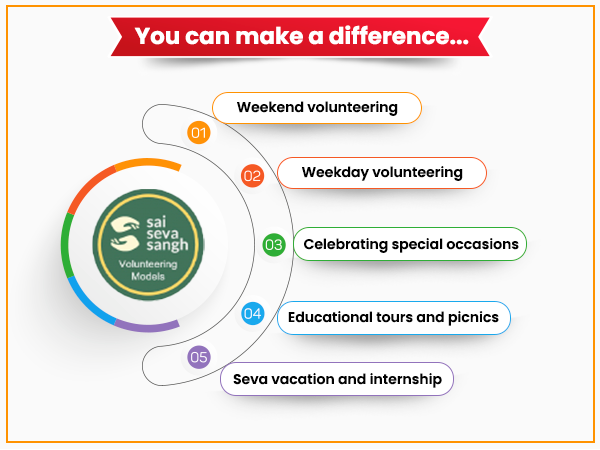 You can make a difference...
01
Weekend volunteering
02
Weekday volunteering
sai
seva
sangh
Volunteering
Models
03
Celebrating special occasions
04
Educational tours and picnics
05
Seva vacation and internship